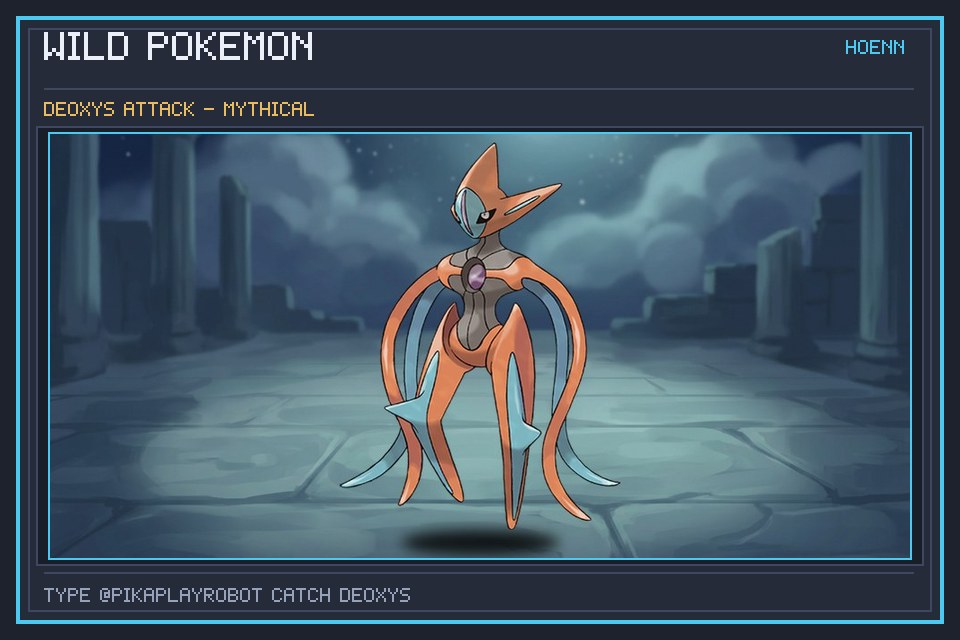 WILD POKEMON
HOENN
DEOXYS ATTACK - MYTHICAL
TYPE @PIKAPLAYROBOT CATCH DEOXYS